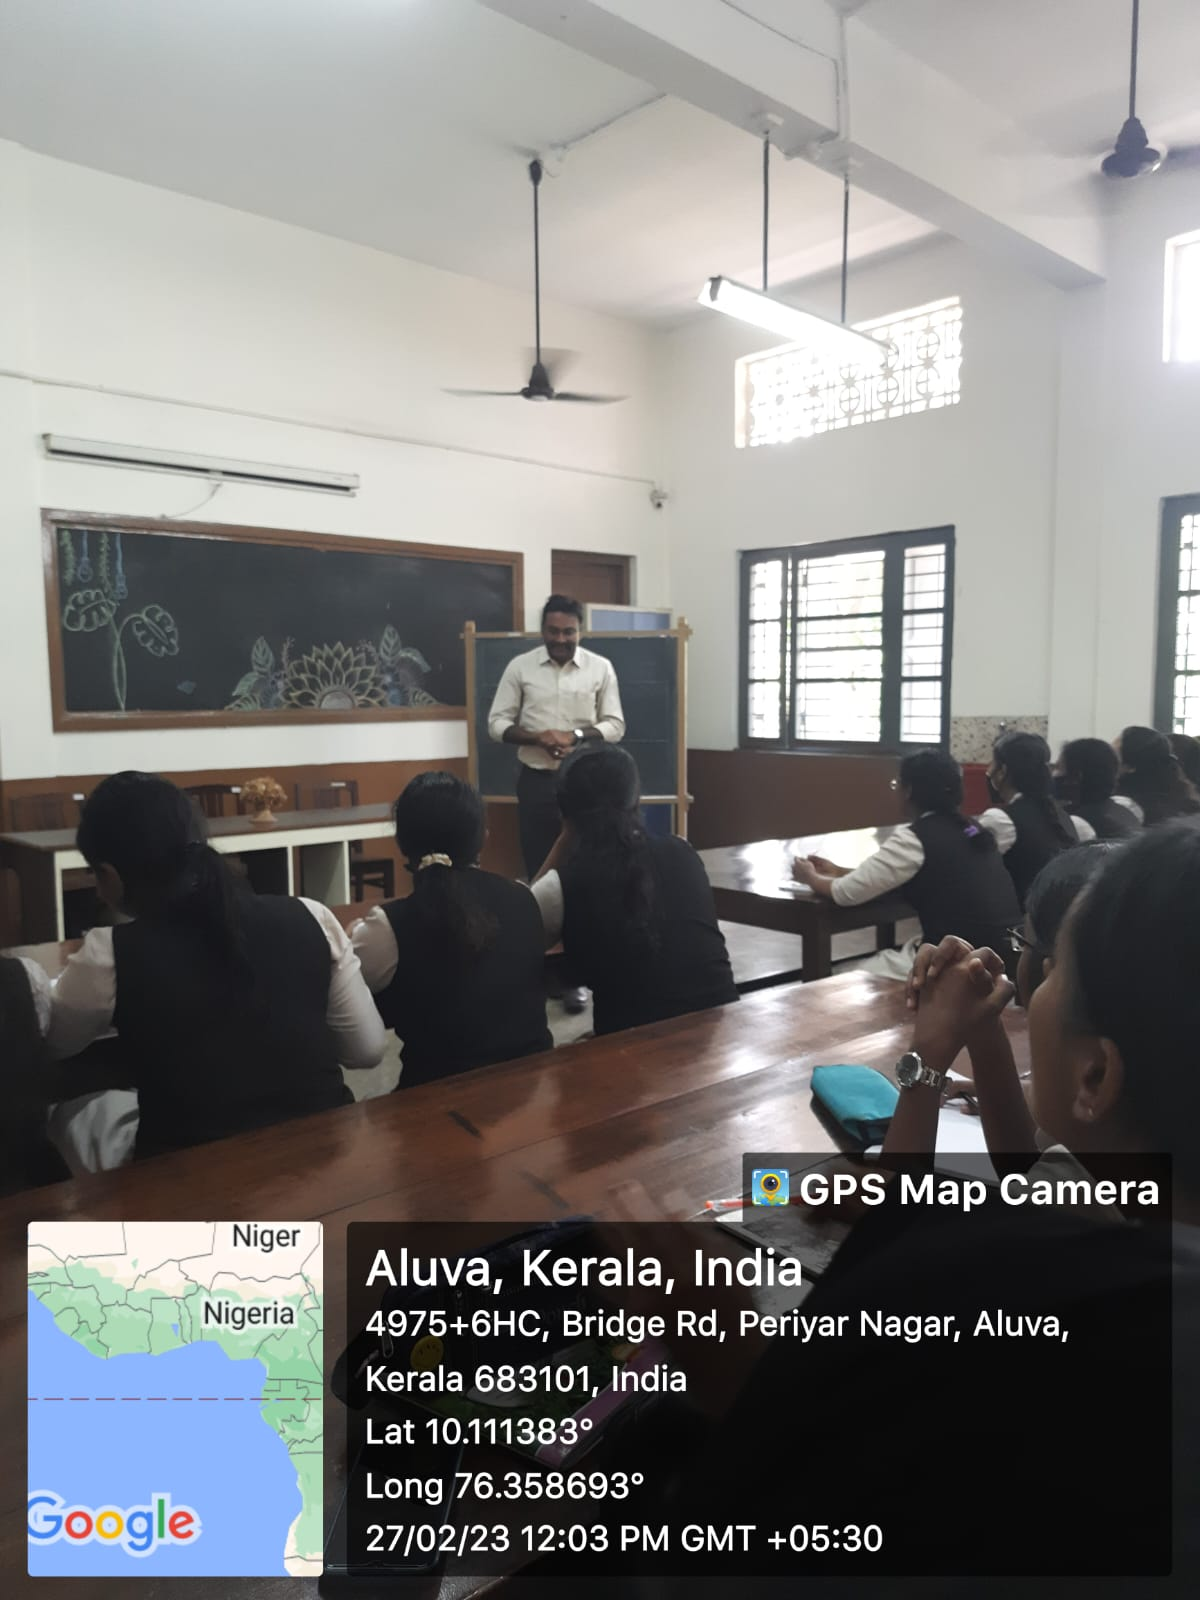 GPS Map Camera
Niger
Nigeria
Google
Aluva, Kerala, India
4975+6HC, Bridge Rd, Periyar Nagar, Aluva,
Kerala 683101, India
Lat 10.111383°
Long 76.358693°
27/02/23 12:03 PM GMT +05:30